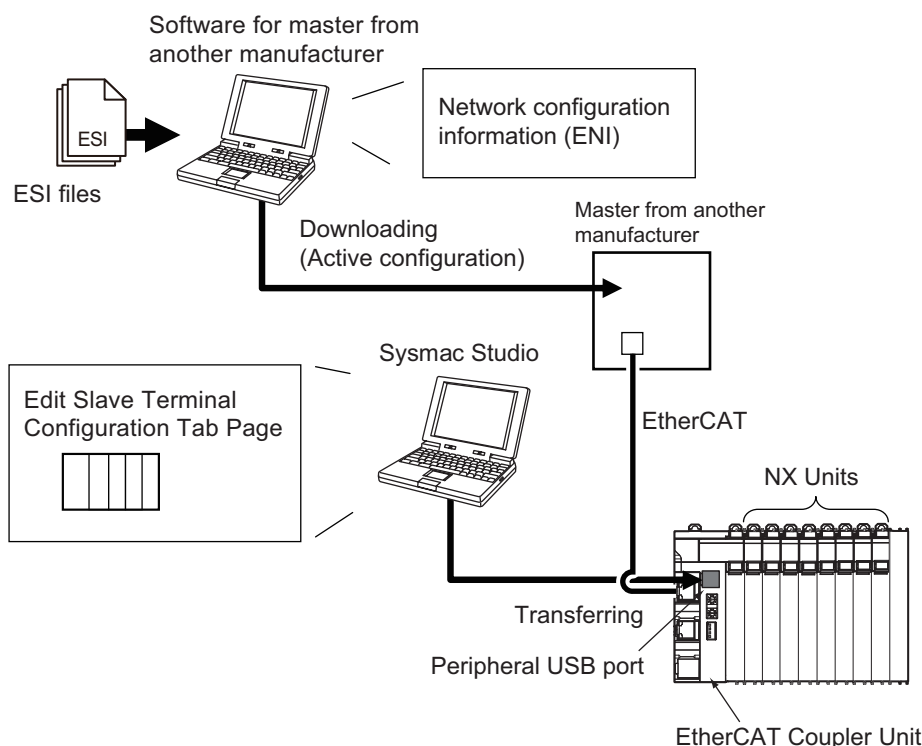 Software for master from
another manufacturer
ESI
ESI files
Network configuration
information (ENI)
Downloading
(Active configuration)
Master from another
manufacturer
Sysmac Studio
Edit Slave Terminal
Configuration Tab Page
EtherCAT
NX Units
Transferring
Peripheral USB port
EtherCAT Coupler Unit